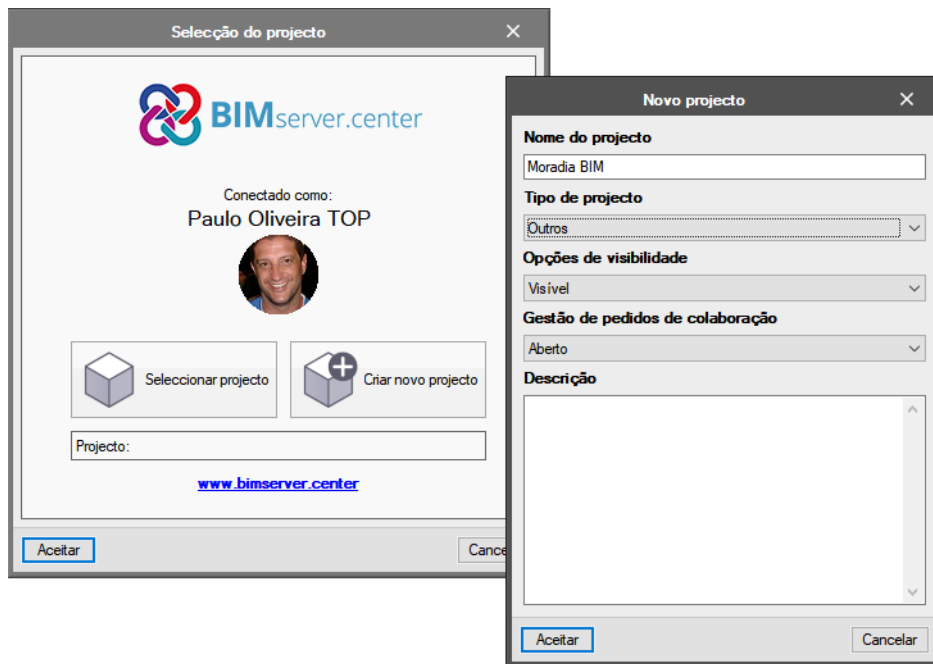 Selecção do projecto
BIMserver.center
Conectado como:
Paulo Oliveira TOP
Seleccionar projecto
Criar novo projecto
Projecto:
www.bimserver.center
Aceitar
Cance
Novo projecto
Nome do projecto
Moradia BIM
Tipo de projecto
Outros
Opções de visibilidade
Visível
Gestão de pedidos de colaboração
Aberto
Descrição
Aceitar
Cancelar